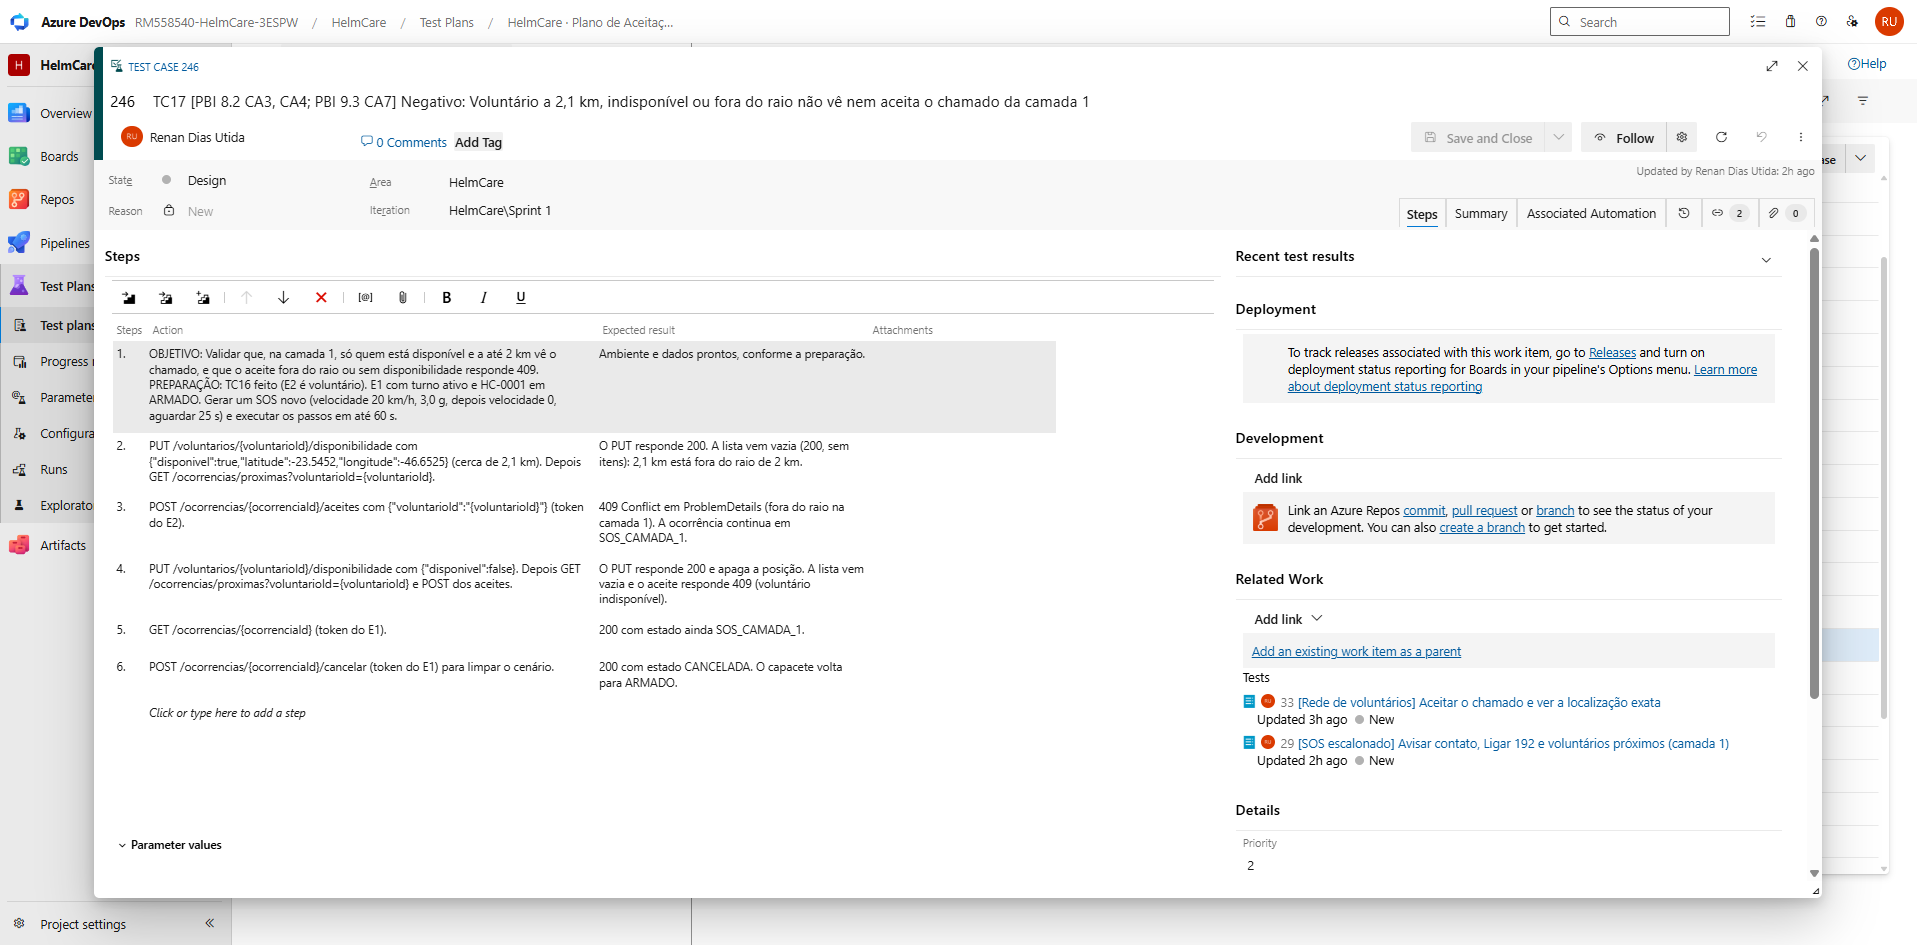 Azure DevOps RM558540-HelmCare-3ESPW / HelmCare / Test Plans / HelmCare · Plano de Aceitaç... Search RU
H HelmCare
Overview
Boards
Repos
Pipelines
Test Plans
Test plans
Progress
Parameter
Configura
Runs
Explorato
Artifacts
Project settings
Help
TEST CASE 246
246 TC17 [PBI 8.2 CA3, CA4; PBI 9.3 CA7] Negativo: Voluntário a 2,1 km, indisponível ou fora do raio não vê nem aceita o chamado da camada 1
RU Renan Dias Utida 0 Comments Add Tag Save and Close Follow
State Design Area HelmCare Updated by Renan Dias Utida: 2h ago
Reason New Iteration HelmCare\Sprint 1
Steps Summary Associated Automation 2 0
Steps
B I U
Steps Action Expected result Attachments
1. OBJETIVO: Validar que, na camada 1, só quem está disponível e a até 2 km vê o
chamado, e que o aceite fora do raio ou sem disponibilidade responde 409.
PREPARAÇÃO: TC16 feito (E2 é voluntário). E1 com turno ativo e HC-0001 em
ARMADO. Gerar um SOS novo (velocidade 20 km/h, 3,0 g, depois velocidade 0,
aguardar 25 s) e executar os passos em até 60 s.
Ambiente e dados prontos, conforme a preparação.
2. PUT /voluntarios/{voluntarioId}/disponibilidade com
{"disponivel":true,"latitude":-23.5452,"longitude":-46.6525} (cerca de 2,1 km). Depois
GET /ocorrencias/proximas?voluntarioId={voluntarioId}.
O PUT responde 200. A lista vem vazia (200, sem
itens): 2,1 km está fora do raio de 2 km.
3. POST /ocorrencias/{ocorrenciaId}/aceites com {"voluntarioId":"{voluntarioId}"} (token
do E2).
409 Conflict em ProblemDetails (fora do raio na
camada 1). A ocorrência continua em
SOS_CAMADA_1.
4. PUT /voluntarios/{voluntarioId}/disponibilidade com {"disponivel":false}. Depois GET
/ocorrencias/proximas?voluntarioId={voluntarioId} e POST dos aceites.
O PUT responde 200 e apaga a posição. A lista vem
vazia e o aceite responde 409 (voluntário
indisponível).
5. GET /ocorrencias/{ocorrenciaId} (token do E1).
200 com estado ainda SOS_CAMADA_1.
6. POST /ocorrencias/{ocorrenciaId}/cancelar (token do E1) para limpar o cenário.
200 com estado CANCELADA. O capacete volta
para ARMADO.
Click or type here to add a step
Parameter values
Recent test results
Deployment
To track releases associated with this work item, go to Releases and turn on
deployment status reporting for Boards in your pipeline's Options menu. Learn more
about deployment status reporting
Development
Add link
Link an Azure Repos commit, pull request or branch to see the status of your
development. You can also create a branch to get started.
Related Work
Add link
Add an existing work item as a parent
Tests
33 [Rede de voluntários] Aceitar o chamado e ver a localização exata
Updated 3h ago New
29 [SOS escalonado] Avisar contato, Ligar 192 e voluntários próximos (camada 1)
Updated 2h ago New
Details
Priority
2